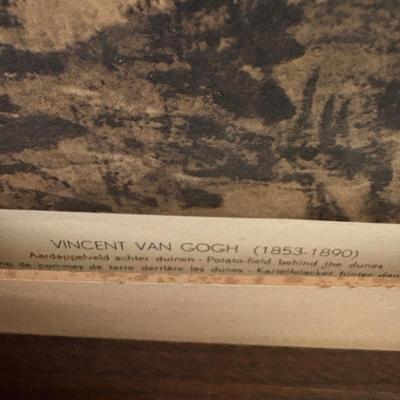 VINCENT VAN GOGH (1853-1890)
Aardappelveld achter duinen - Potato-field behind the dunes
de pommes de terre derrière les dunes - Kartoffelacker hinter den